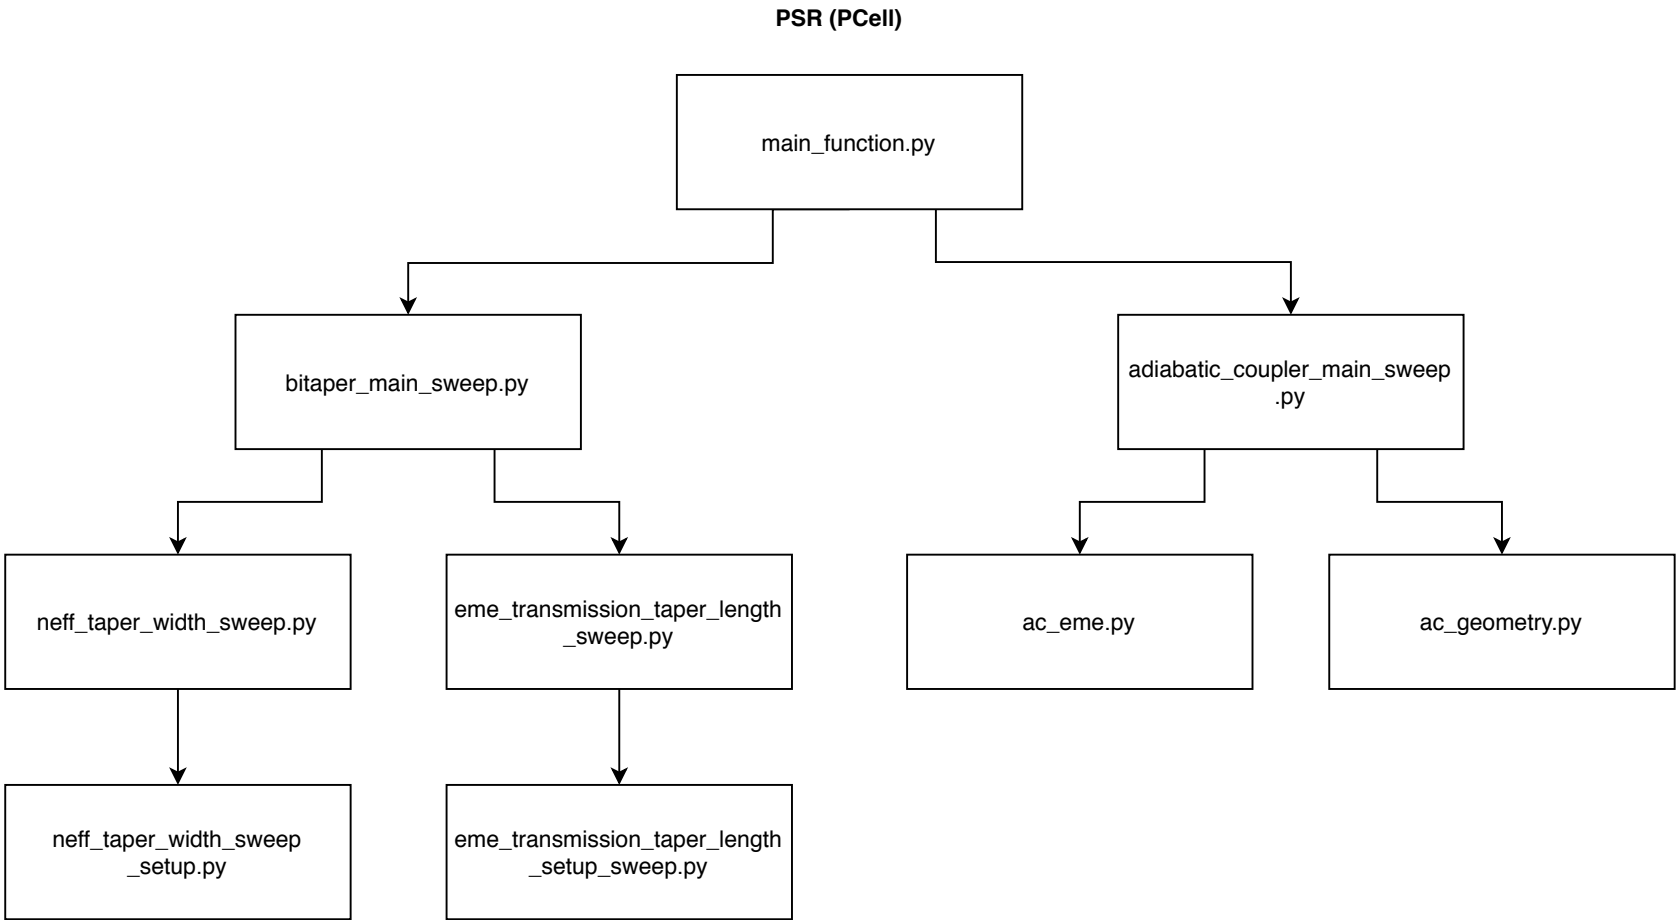 PSR (PCell)
main_function.py
bitaper_main_sweep.py
adiabatic_coupler_main_sweep
.py
neff_taper_width_sweep.py
eme_transmission_taper_length
_sweep.py
ac_eme.py
ac_geometry.py
neff_taper_width_sweep
_setup.py
eme_transmission_taper_length
_setup_sweep.py